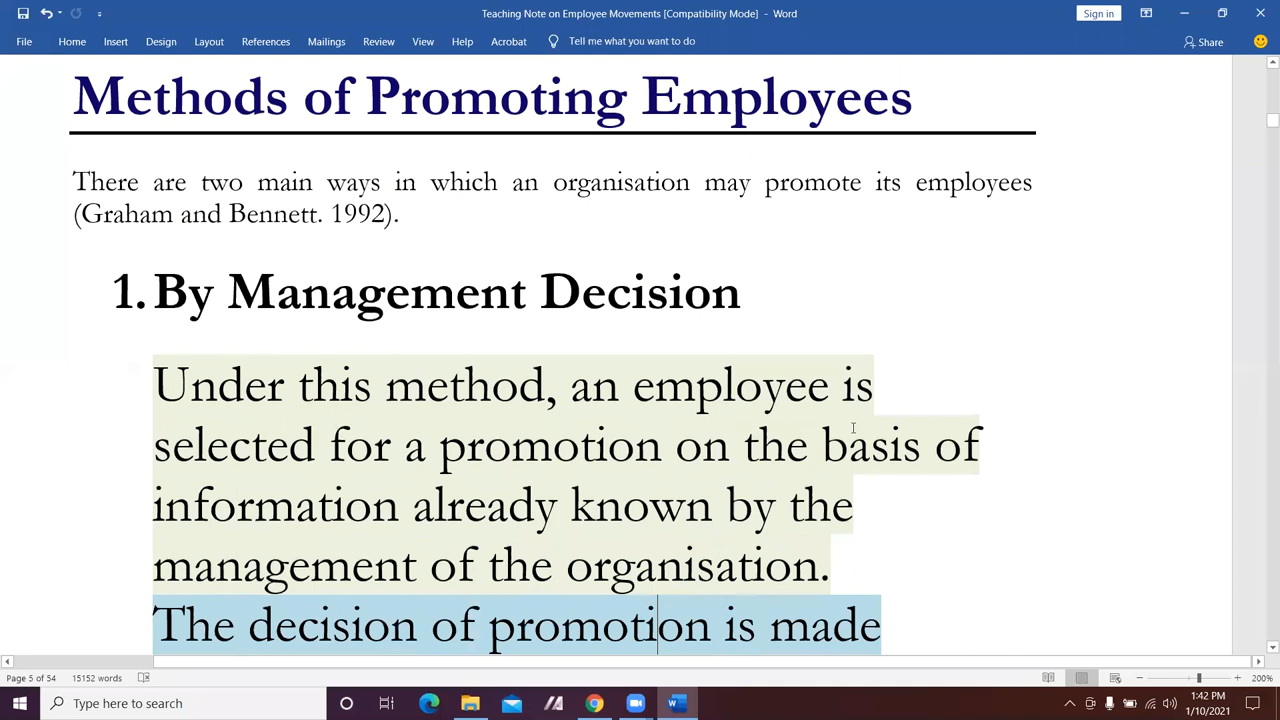 Teaching Note on Employee Movements [Compatibility Mode] - Word
Sign in
File Home Insert Design Layout References Mailings Review View Help Acrobat Tell me what you want to do Share
Methods of Promoting Employees
There are two main ways in which an organisation may promote its employees
(Graham and Bennett. 1992).
1. By Management Decision
Under this method, an employee is
selected for a promotion on the basis of
information already known by the
management of the organisation.
The decision of promotion is made
Page 5 of 54 15152 words 200%
Type here to search
1:42 PM
1/10/2021